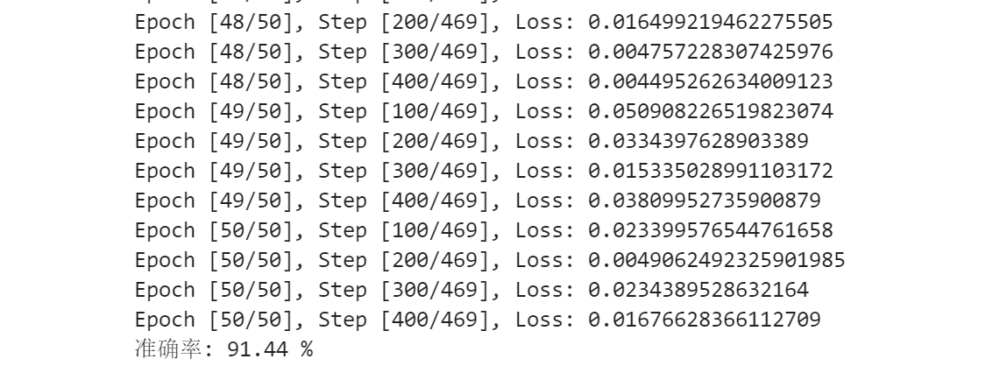 Epoch [48/50], Step [200/469], Loss: 0.016499219462275505
Epoch [48/50], Step [300/469], Loss: 0.004757228307425976
Epoch [48/50], Step [400/469], Loss: 0.004495262634009123
Epoch [49/50], Step [100/469], Loss: 0.050908226519823074
Epoch [49/50], Step [200/469], Loss: 0.0334397628903389
Epoch [49/50], Step [300/469], Loss: 0.015335028991103172
Epoch [49/50], Step [400/469], Loss: 0.03809952735900879
Epoch [50/50], Step [100/469], Loss: 0.023399576544761658
Epoch [50/50], Step [200/469], Loss: 0.0049062492325901985
Epoch [50/50], Step [300/469], Loss: 0.0234389528632164
Epoch [50/50], Step [400/469], Loss: 0.01676628366112709
准确率: 91.44 %